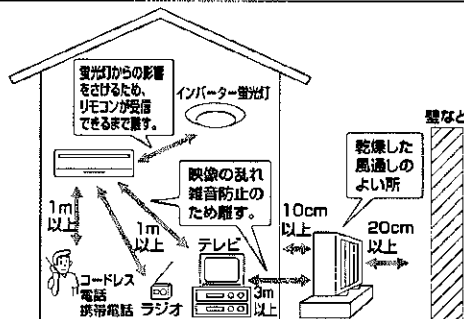 蛍光灯からの影響
をさけるため、
リモコンが受信
できるまで離す。
インバーター蛍光灯
壁など
映像の乱れ
雑音防止の
ため離す。
乾燥した
風通しの
よい所
1m
以上
1m
以上
テレビ
10cm
以上
20cm
以上
コードレス
電話
携帯電話
ラジオ
3m
以上